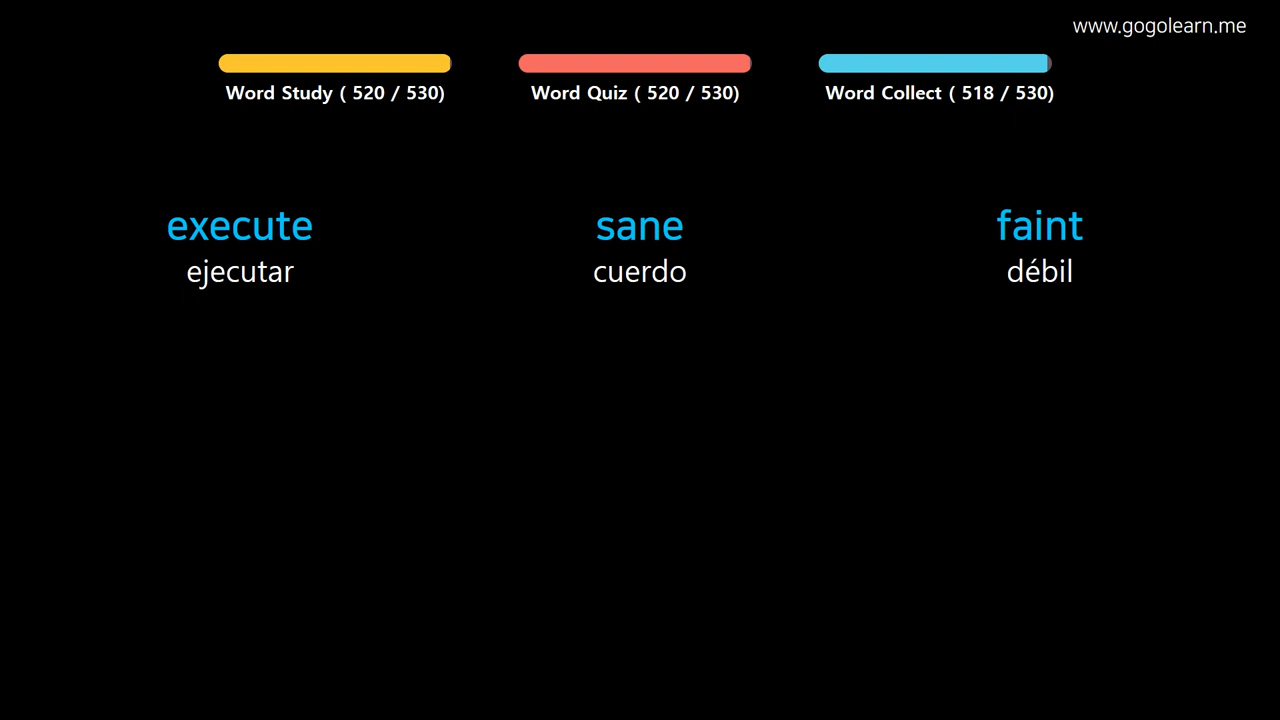 www.gogolearn.me
Word Study ( 520 / 530)
Word Quiz ( 520 / 530)
Word Collect ( 518 / 530)
execute
ejecutar
sane
cuerdo
faint
débil